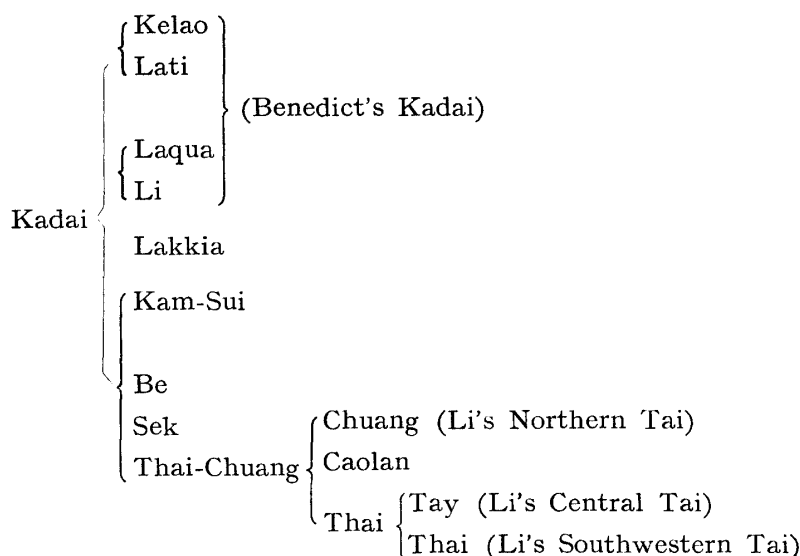 Kelao
Lati
(Benedict's Kadai)
Laqua
Li
Kadai
Lakkia
Kam-Sui
Be
Sek
Chuang (Li's Northern Tai)
Thai-Chuang
Caolan
Tay (Li's Central Tai)
Thai
Thai (Li's Southwestern Tai)